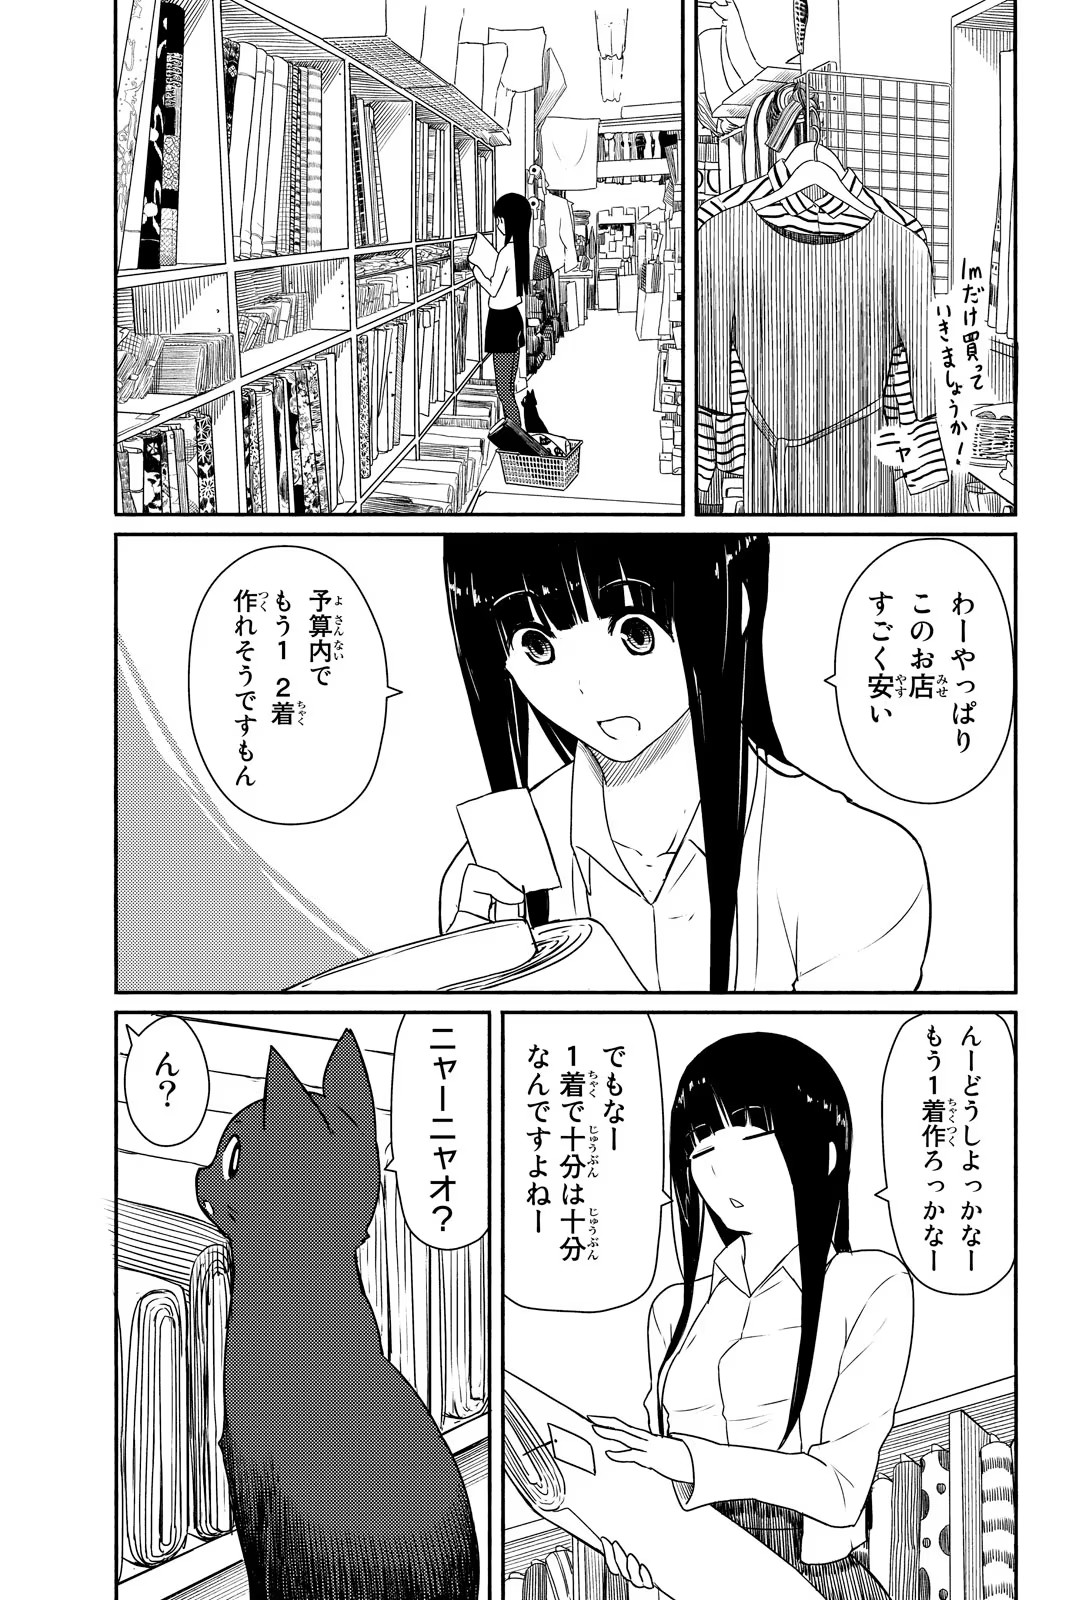 1mだけ買って
いきましょうか！
ニャ
わーやっぱり
このお店
すごく安い
予算内で
もう1 2着
作れそうですもん
んーどうしよっかなー
もう1着作ろっかなー
でもなー
1着で十分は十分
なんですよねー
ニャーニャオ？
ん？